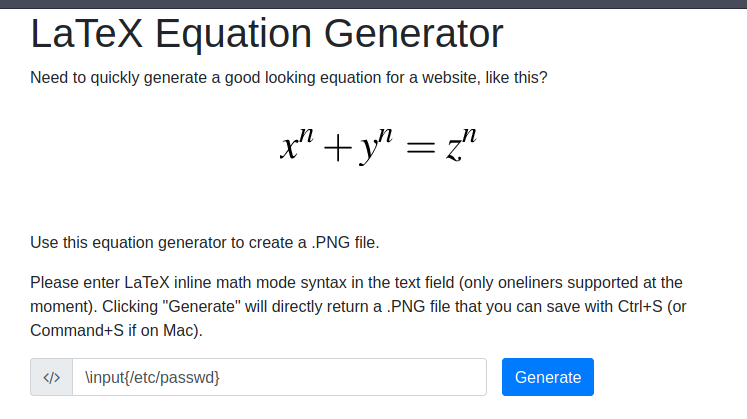 LaTeX Equation Generator
Need to quickly generate a good looking equation for a website, like this?
xⁿ + yⁿ = zⁿ
Use this equation generator to create a .PNG file.
Please enter LaTeX inline math mode syntax in the text field (only oneliners supported at the
moment). Clicking "Generate" will directly return a .PNG file that you can save with Ctrl+S (or
Command+S if on Mac).
</> \input{/etc/passwd} Generate